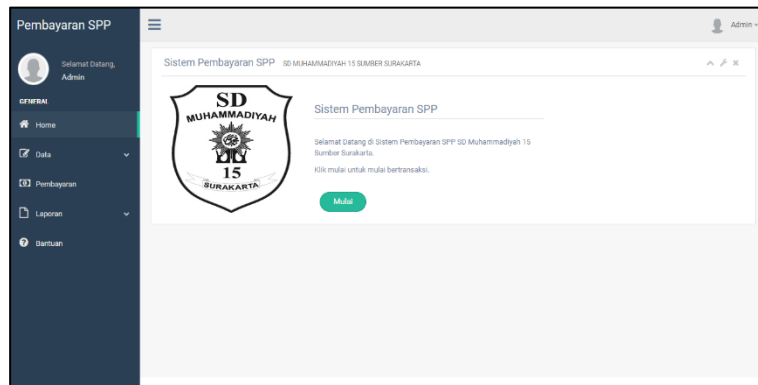 Pembayaran SPP
Admin
Selamat Datang,
Admin
GENERAL
Home
Data
Pembayaran
Laporan
Bantuan
Sistem Pembayaran SPP SD MUHAMMADIYAH 15 SUMBER SURAKARTA
SD
MUHAMMADIYAH
15
SURAKARTA
Sistem Pembayaran SPP
Selamat Datang di Sistem Pembayaran SPP SD Muhammadiyah 15
Sumber Surakarta.
Klik mulai untuk mulai bertransaksi.
Mulai